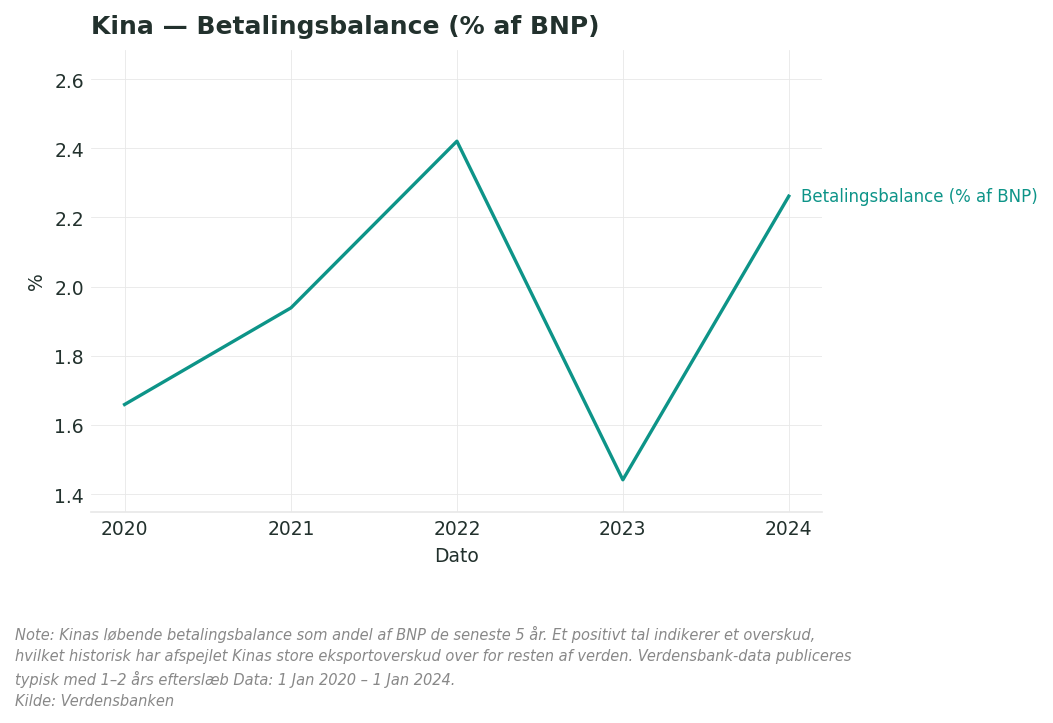 Kina — Betalingsbalance (% af BNP)
2.6
2.4
2.2
2.0
1.8
1.6
1.4
%
Betalingsbalance (% af BNP)
2020 2021 2022 2023 2024
Dato
Note: Kinas løbende betalingsbalance som andel af BNP de seneste 5 år. Et positivt tal indikerer et overskud,
hvilket historisk har afspejlet Kinas store eksportoverskud over for resten af verden. Verdensbank-data publiceres
typisk med 1–2 års efterslæb Data: 1 Jan 2020 – 1 Jan 2024.
Kilde: Verdensbanken